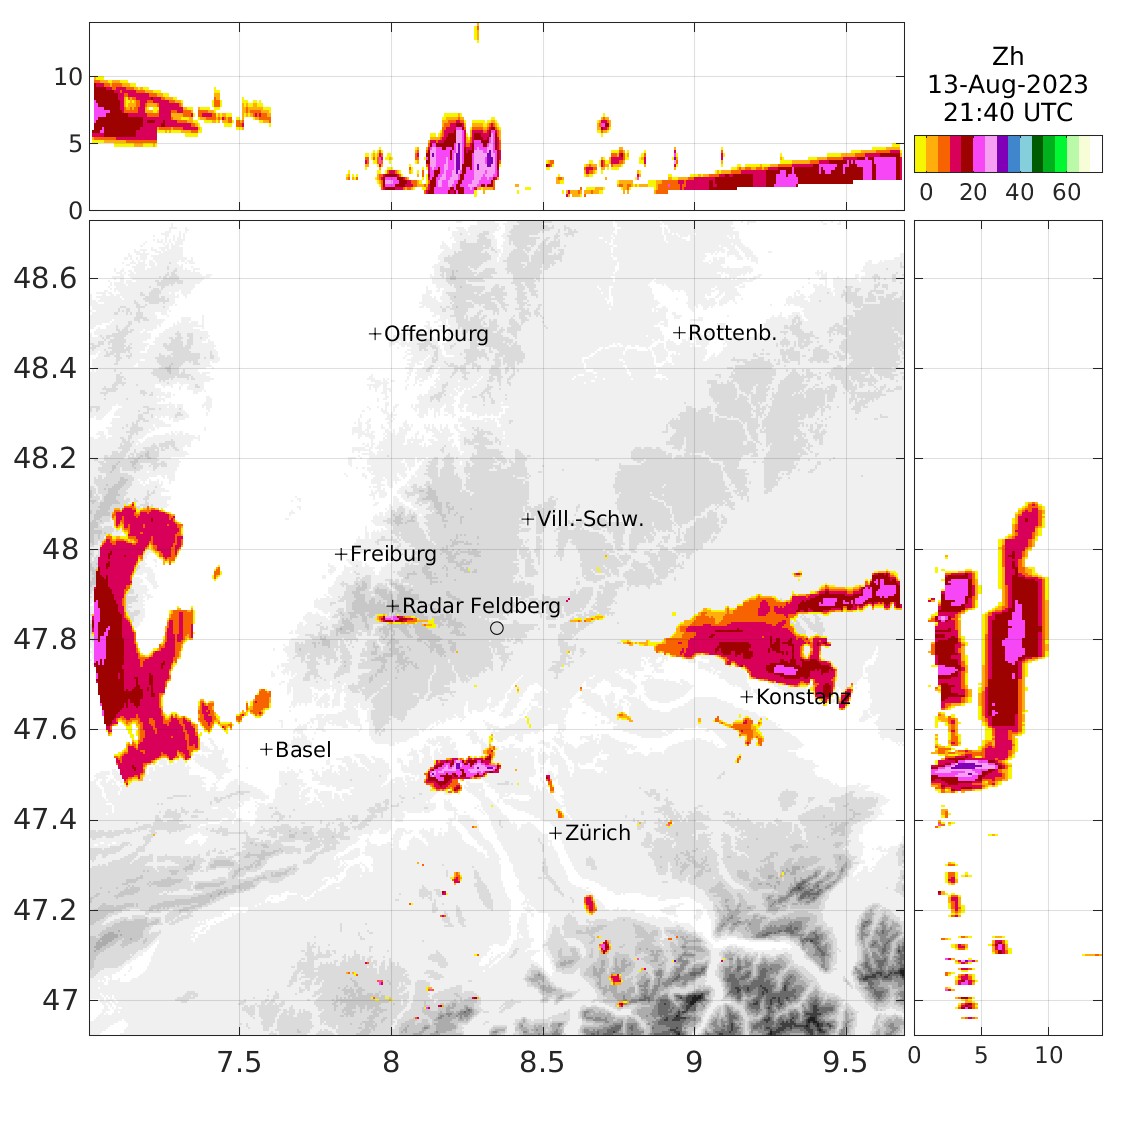 Zh
13-Aug-2023
21:40 UTC
0 20 40 60
10
5
0
48.6
48.4
48.2
48
47.8
47.6
47.4
47.2
47
Offenburg
Rottenb.
Vill.-Schw.
Freiburg
Radar Feldberg
Konstanz
Basel
Zürich
7.5 8 8.5 9 9.5
0 5 10